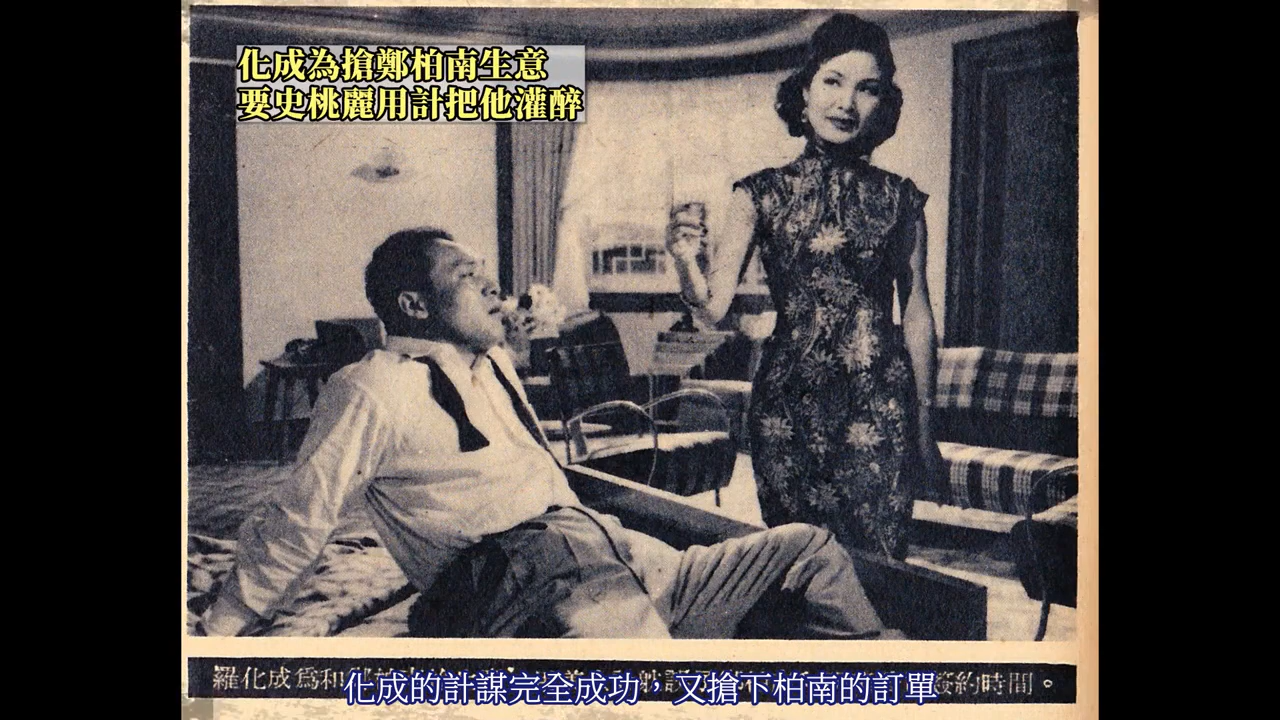 化成為搶鄭柏南生意
要史桃麗用計把他灌醉
羅化成爲和
約時間。
化成的計謀完全成功，又搶下柏南的訂單